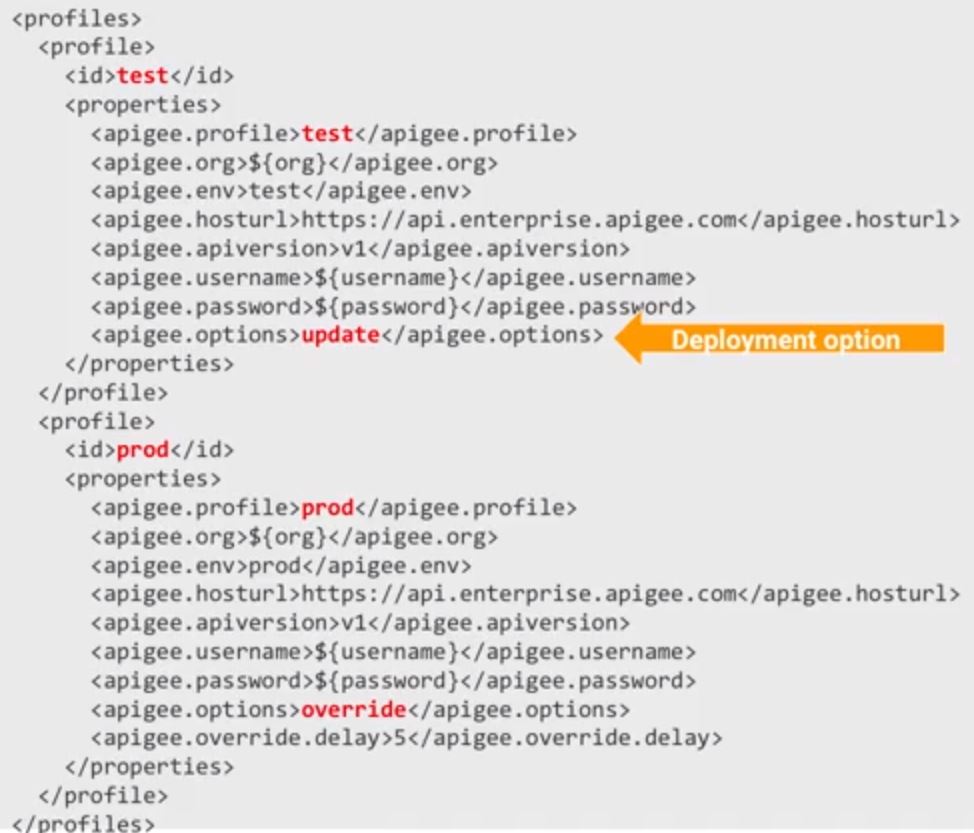 <profiles>
<profile>
<id>test</id>
<properties>
<apigee.profile>test</apigee.profile>
<apigee.org>${org}</apigee.org>
<apigee.env>test</apigee.env>
<apigee.hosturl>https://api.enterprise.apigee.com</apigee.hosturl>
<apigee.apiversion>v1</apigee.apiversion>
<apigee.username>${username}</apigee.username>
<apigee.password>${password}</apigee.password>
<apigee.options>update</apigee.options> Deployment option
</properties>
</profile>
<profile>
<id>prod</id>
<properties>
<apigee.profile>prod</apigee.profile>
<apigee.org>${org}</apigee.org>
<apigee.env>prod</apigee.env>
<apigee.hosturl>https://api.enterprise.apigee.com</apigee.hosturl>
<apigee.apiversion>v1</apigee.apiversion>
<apigee.username>${username}</apigee.username>
<apigee.password>${password}</apigee.password>
<apigee.options>override</apigee.options>
<apigee.override.delay>5</apigee.override.delay>
</properties>
</profile>
</profiles>